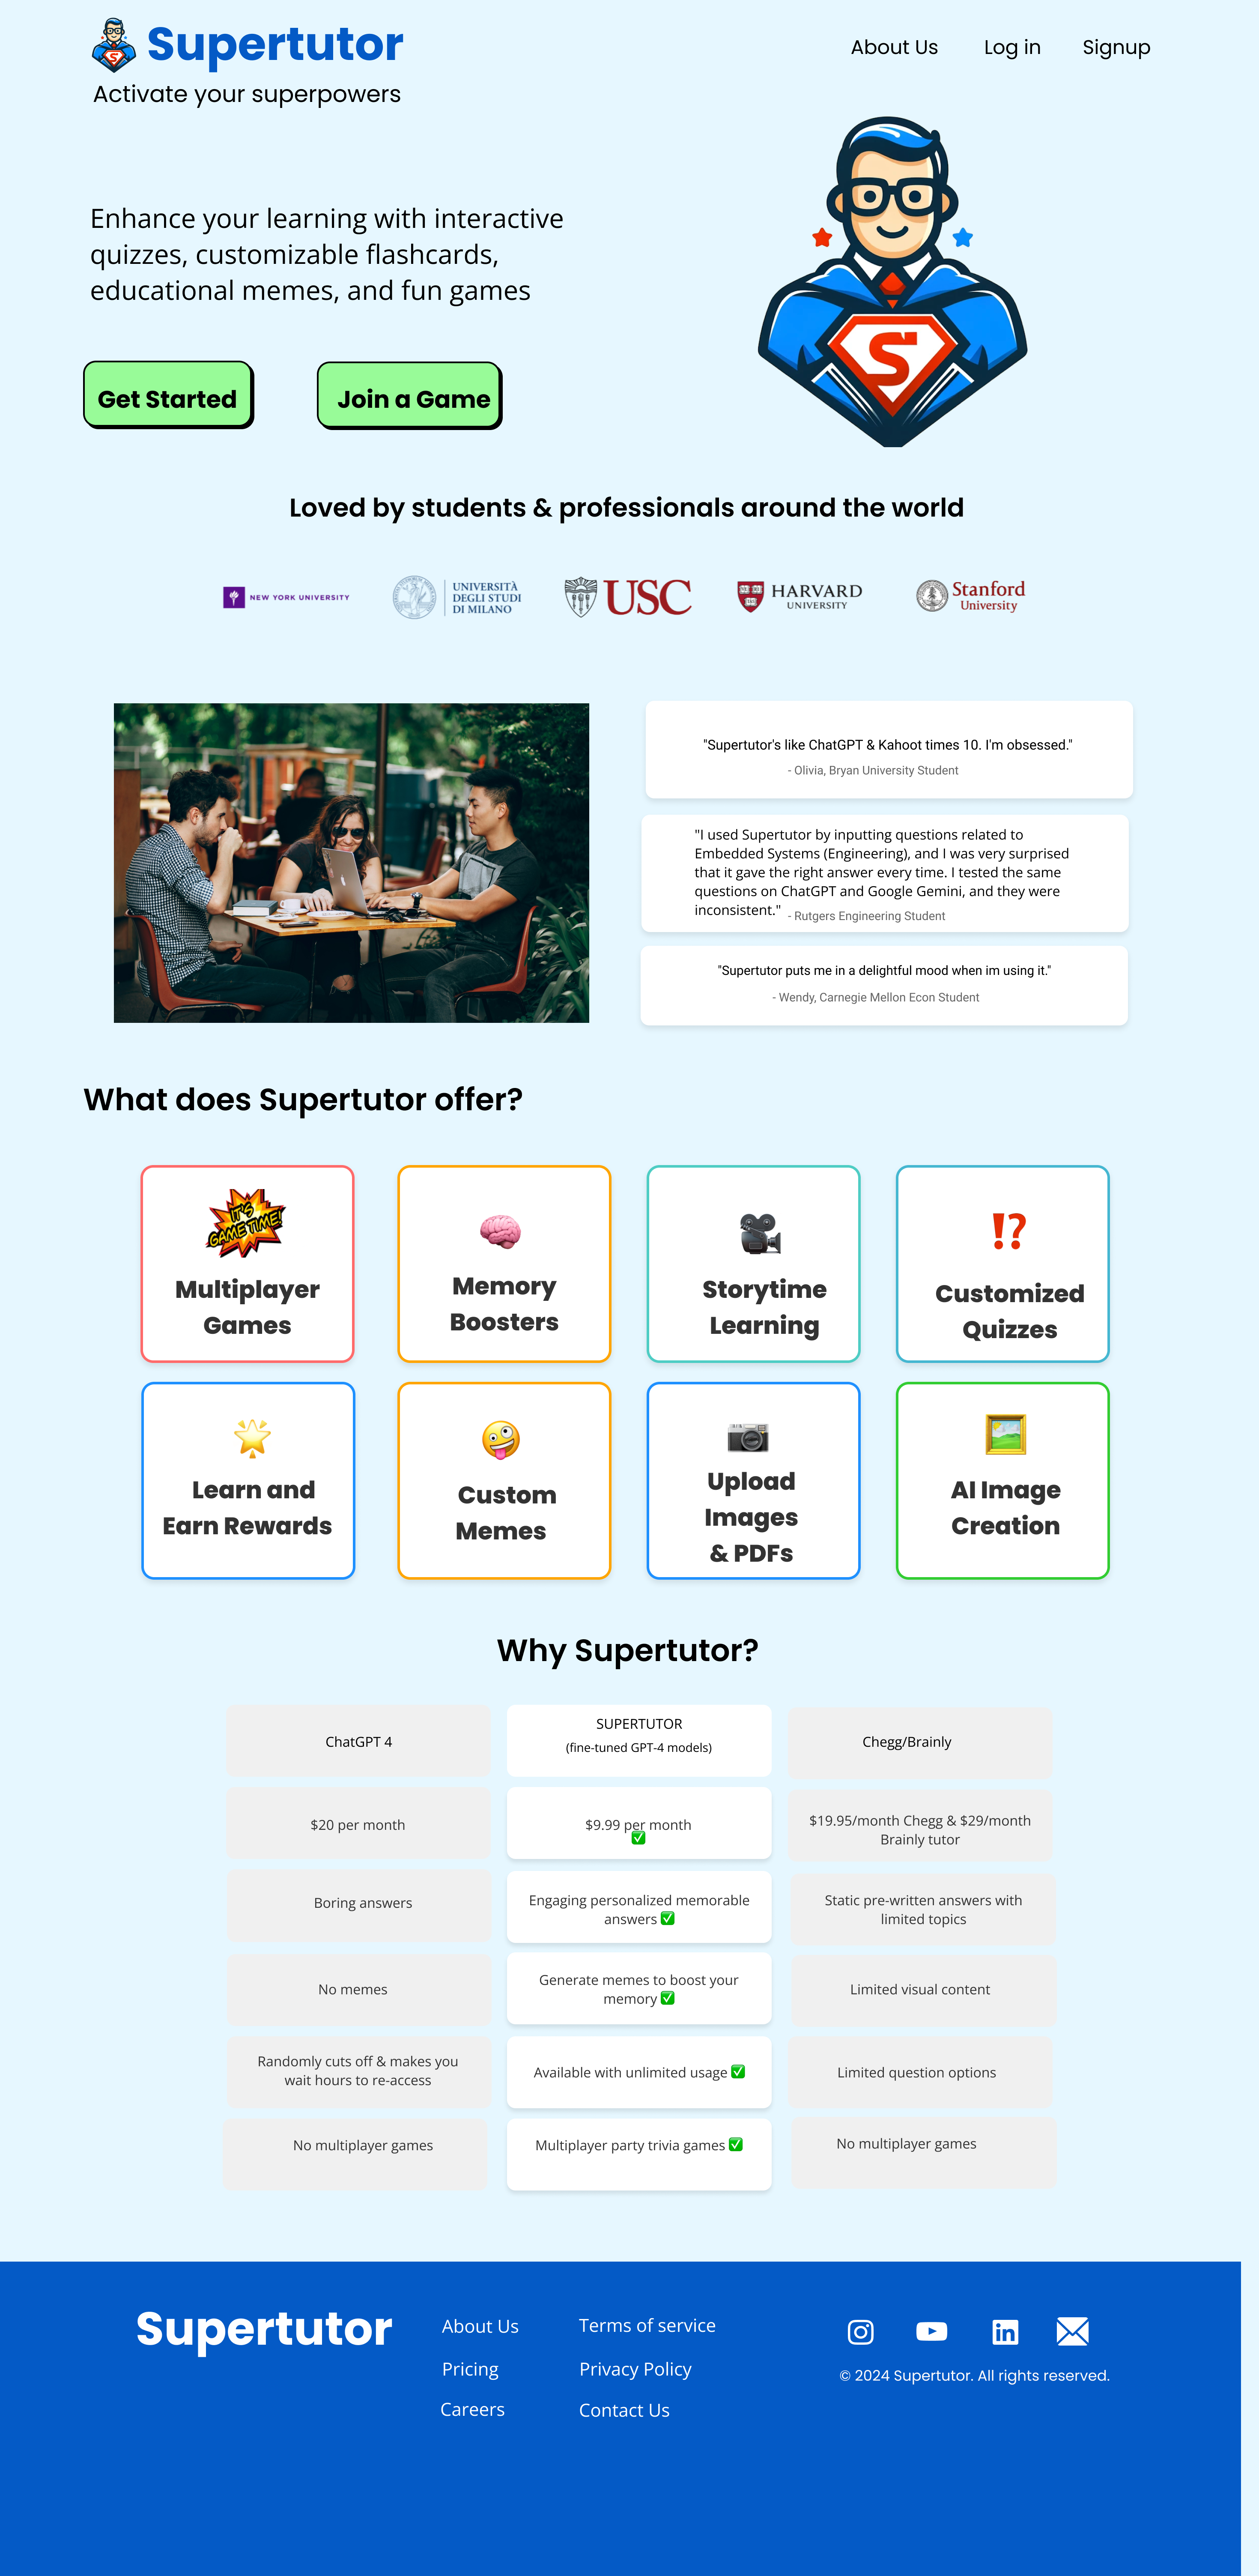 Supertutor
Activate your superpowers
About Us
Log in
Signup
Enhance your learning with interactive
quizzes, customizable flashcards,
educational memes, and fun games
S
Get Started
Join a Game
Loved by students & professionals around the world
NEW YORK UNIVERSITY
UNIVERSITÀ
DEGLI STUDI
DI MILANO
USC
HARVARD
UNIVERSITY
Stanford
University
"Supertutor's like ChatGPT & Kahoot times 10. I'm obsessed."
- Olivia, Bryan University Student
"I used Supertutor by inputting questions related to
Embedded Systems (Engineering), and I was very surprised
that it gave the right answer every time. I tested the same
questions on ChatGPT and Google Gemini, and they were
inconsistent." - Rutgers Engineering Student
"Supertutor puts me in a delightful mood when im using it."
- Wendy, Carnegie Mellon Econ Student
What does Supertutor offer?
IT'S
GAME TIME!
Multiplayer
Games
Memory
Boosters
Storytime
Learning
⁉
Customized
Quizzes
Learn and
Earn Rewards
Custom
Memes
Upload
Images
& PDFs
AI Image
Creation
Why Supertutor?
ChatGPT 4
SUPERTUTOR
(fine-tuned GPT-4 models)
Chegg/Brainly
$20 per month
$9.99 per month
✅
$19.95/month Chegg & $29/month
Brainly tutor
Boring answers
Engaging personalized memorable
answers ✅
Static pre-written answers with
limited topics
No memes
Generate memes to boost your
memory ✅
Limited visual content
Randomly cuts off & makes you
wait hours to re-access
Available with unlimited usage ✅
Limited question options
No multiplayer games
Multiplayer party trivia games ✅
No multiplayer games
Supertutor
About Us
Pricing
Careers
Terms of service
Privacy Policy
Contact Us
in
© 2024 Supertutor. All rights reserved.